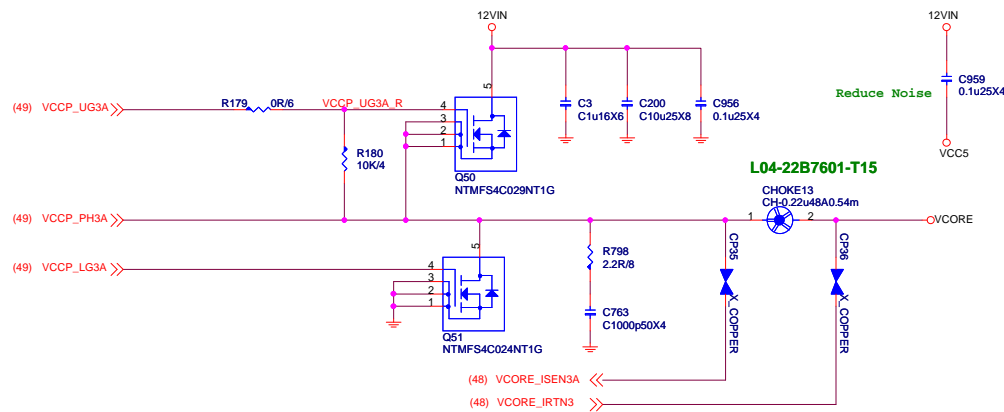 12VIN
12VIN
5
C3
C1u16X6
C200
C10u25X8
C956
0.1u25X4
C959
0.1u25X4
Reduce Noise
VCC5
(49) VCCP_UG3A
R179
0R/6
VCCP_UG3A_R
4
3
2
1
R180
10K/4
Q50
NTMFS4C029NT1G
L04-22B7601-T15
CHOKE13
CH-0.22u48A0.54m
(49) VCCP_PH3A
1
2
VCORE
5
(49) VCCP_LG3A
4
3
2
1
R798
2.2R/8
CP35
X_COPPER
CP36
X_COPPER
C763
C1000p50X4
Q51
NTMFS4C024NT1G
(48) VCORE_ISEN3A
(48) VCORE_IRTN3